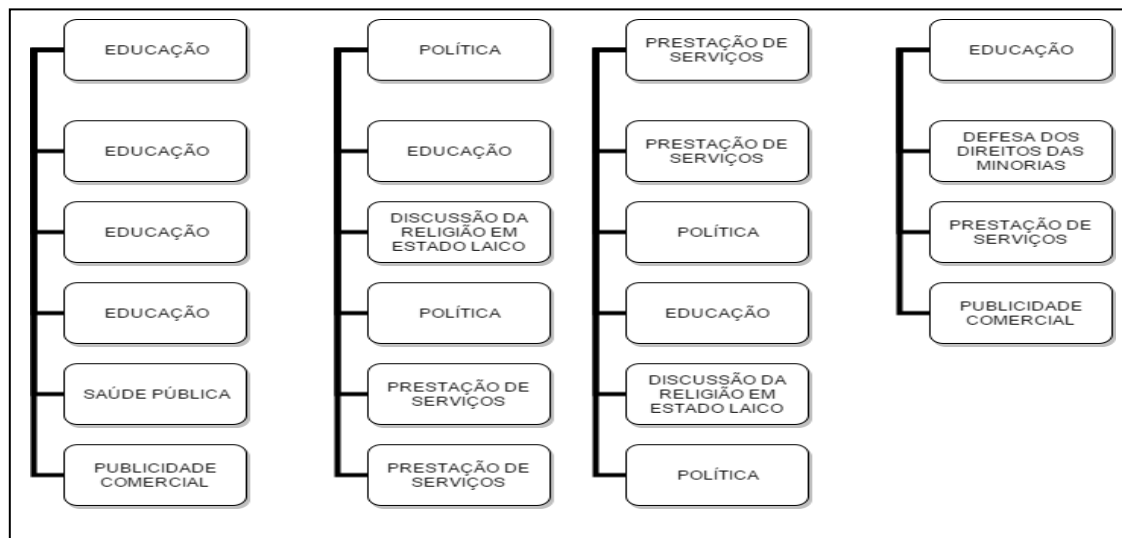 EDUCAÇÃO
EDUCAÇÃO
EDUCAÇÃO
EDUCAÇÃO
SAÚDE PÚBLICA
PUBLICIDADE
COMERCIAL
POLÍTICA
EDUCAÇÃO
DISCUSSÃO DA
RELIGIÃO EM
ESTADO LAICO
POLÍTICA
PRESTAÇÃO DE
SERVIÇOS
PRESTAÇÃO DE
SERVIÇOS
PRESTAÇÃO DE
SERVIÇOS
PRESTAÇÃO DE
SERVIÇOS
POLÍTICA
EDUCAÇÃO
DISCUSSÃO DA
RELIGIÃO EM
ESTADO LAICO
POLÍTICA
EDUCAÇÃO
DEFESA DOS
DIREITOS DAS
MINORIAS
PRESTAÇÃO DE
SERVIÇOS
PUBLICIDADE
COMERCIAL